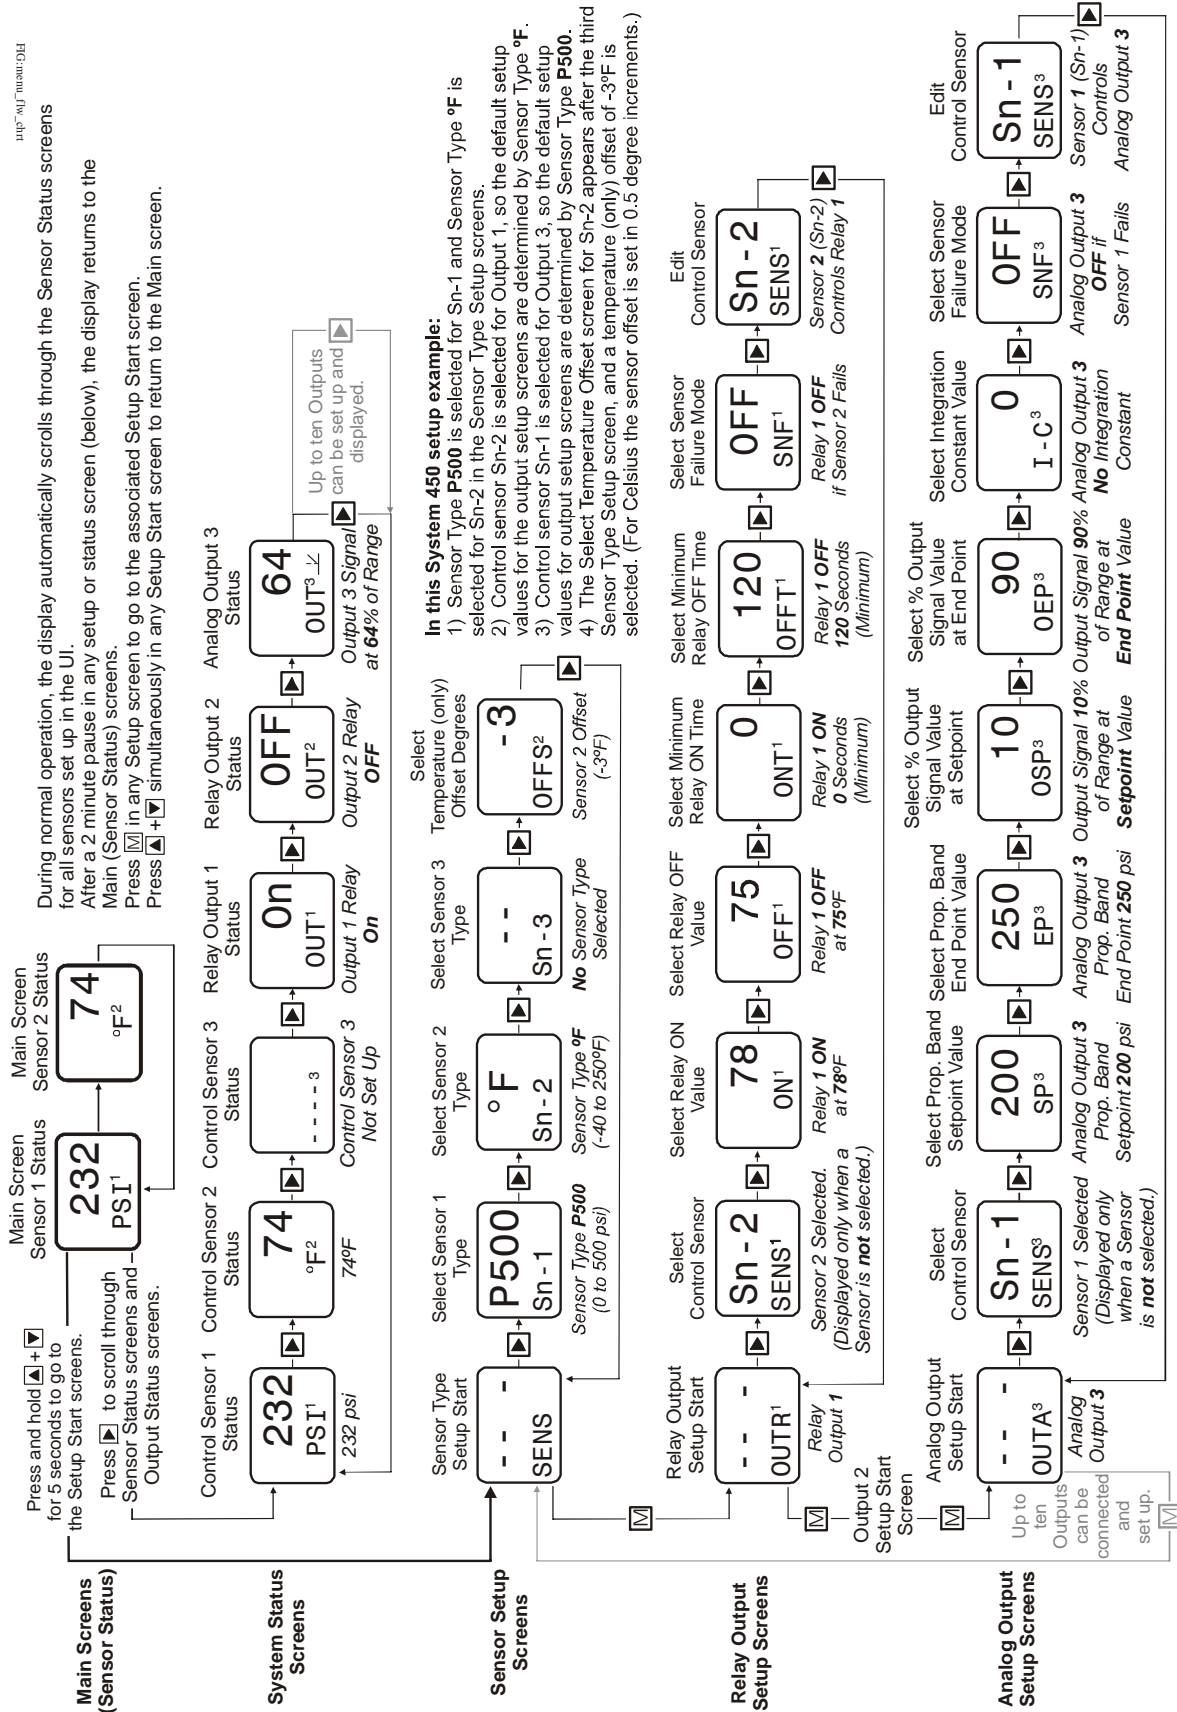 FIG:menu_flw_chrt
During normal operation, the display automatically scrolls through the Sensor Status screens
for all sensors set up in the UI.
After a 2 minute pause in any setup or status screen (below), the display returns to the
Main (Sensor Status) screens.
Press M in any Setup screen to go to the associated Setup Start screen.
Press ▲+▼ simultaneously in any Setup Start screen to return to the Main screen.
Main Screens
(Sensor Status)
Press and hold ▲+▼
for 5 seconds to go to
the Setup Start screens.
Press ▶ to scroll through
Sensor Status screens and
Output Status screens.
Main Screen
Sensor 1 Status
232
PSI¹
Main Screen
Sensor 2 Status
74
°F²
System Status
Screens
Control Sensor 1
Status
232
PSI¹
232 psi
Control Sensor 2
Status
74
°F²
74ºF
Control Sensor 3
Status
- - - - ³
Control Sensor 3
Not Set Up
Relay Output 1
Status
On
OUT¹
Output 1 Relay
On
Relay Output 2
Status
OFF
OUT²
Output 2 Relay
OFF
Analog Output 3
Status
64
OUT³
Output 3 Signal
at 64% of Range
Up to ten Outputs
can be set up and
displayed.
In this System 450 setup example:
1) Sensor Type P500 is selected for Sn-1 and Sensor Type ºF is
selected for Sn-2 in the Sensor Type Setup screens.
2) Control sensor Sn-2 is selected for Output 1, so the default setup
values for the output setup screens are determined by Sensor Type ºF.
3) Control sensor Sn-1 is selected for Output 3, so the default setup
values for output setup screens are determined by Sensor Type P500.
4) The Select Temperature Offset screen for Sn-2 appears after the third
Sensor Type Setup screen, and a temperature (only) offset of -3ºF is
selected. (For Celsius the sensor offset is set in 0.5 degree increments.)
Sensor Setup
Screens
Sensor Type
Setup Start
- - -
SENS
Select Sensor 1
Type
P500
Sn-1
Sensor Type P500
(0 to 500 psi)
Select Sensor 2
Type
°F
Sn-2
Sensor Type ºF
(-40 to 250ºF)
Select Sensor 3
Type
- -
Sn-3
No Sensor Type
Selected
Select
Temperature (only)
Offset Degrees
-3
OFFS²
Sensor 2 Offset
(-3ºF)
Relay Output
Setup Screens
Relay Output
Setup Start
- - -
OUTR¹
Relay
Output 1
Select
Control Sensor
Sn-2
SENS¹
Sensor 2 Selected.
(Displayed only when a
Sensor is not selected.)
Select Relay ON
Value
78
ON¹
Relay 1 ON
at 78ºF
Select Relay OFF
Value
75
OFF¹
Relay 1 OFF
at 75ºF
Select Minimum
Relay ON Time
0
ONT¹
Relay 1 ON
0 Seconds
(Minimum)
Select Minimum
Relay OFF Time
120
OFFT¹
Relay 1 OFF
120 Seconds
(Minimum)
Select Sensor
Failure Mode
OFF
SNF¹
Relay 1 OFF
if Sensor 2 Fails
Edit
Control Sensor
Sn-2
SENS¹
Sensor 2 (Sn-2)
Controls Relay 1
M
M
Output 2
Setup Start
Screen
M
Analog Output
Setup Screens
Analog Output
Setup Start
- - -
OUTA³
Analog
Output 3
Up to
ten
Outputs
can be
connected
and
set up.
M
Select
Control Sensor
Sn-1
SENS³
Sensor 1 Selected
(Displayed only
when a Sensor
is not selected.)
Select Prop. Band
Setpoint Value
200
SP³
Analog Output 3
Prop. Band
Setpoint 200 psi
Select Prop. Band
End Point Value
250
EP³
Analog Output 3
Prop. Band
End Point 250 psi
Select % Output
Signal Value
at Setpoint
10
OSP³
Output Signal 10%
of Range at
Setpoint Value
Select % Output
Signal Value
at End Point
90
OEP³
Output Signal 90%
of Range at
End Point Value
Select Integration
Constant Value
0
I-C³
Analog Output 3
No Integration
Constant
Select Sensor
Failure Mode
OFF
SNF³
Analog Output 3
OFF if
Sensor 1 Fails
Edit
Control Sensor
Sn-1
SENS³
Sensor 1 (Sn-1)
Controls
Analog Output 3